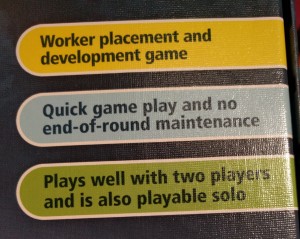 Worker placement and
development game
Quick game play and no
end-of-round maintenance
Plays well with two players
and is also playable solo